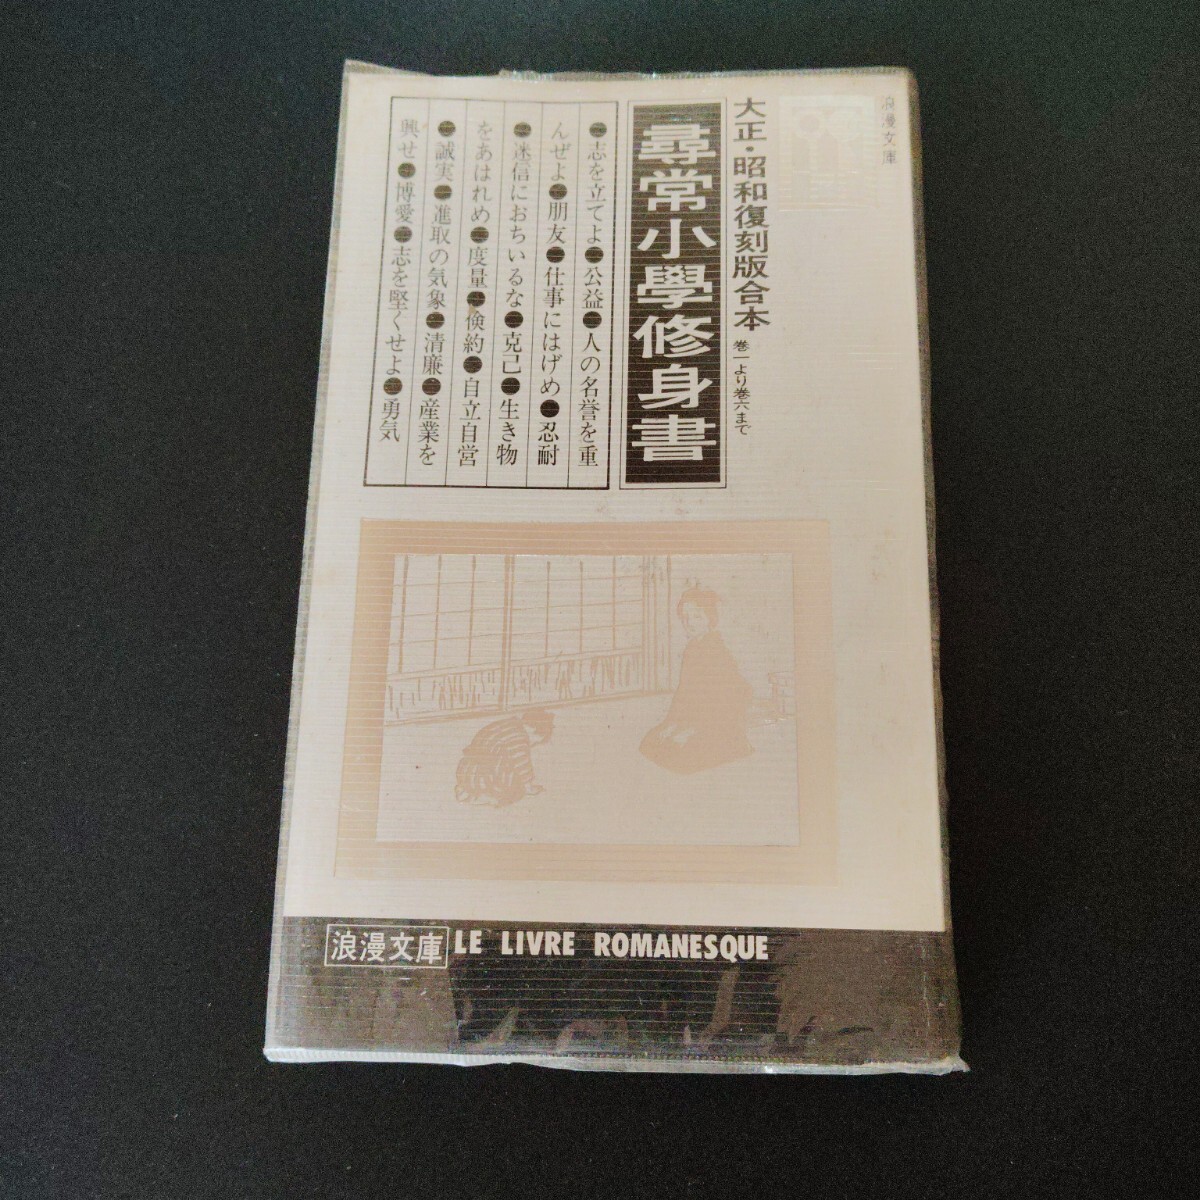 浪漫文庫
大正・昭和復刻版合本 巻一より巻六まで
尋常小學修身書
●志を立てよ●公益●人の名誉を重
んぜよ●朋友●仕事にはげめ●忍耐
●迷信におちいるな●克己●生き物
をあはれめ●度量●倹約●自立自営
●誠実●進取の気象●清廉●産業を
興せ●博愛●志を堅くせよ●勇気
浪漫文庫 LE LIVRE ROMANESQUE